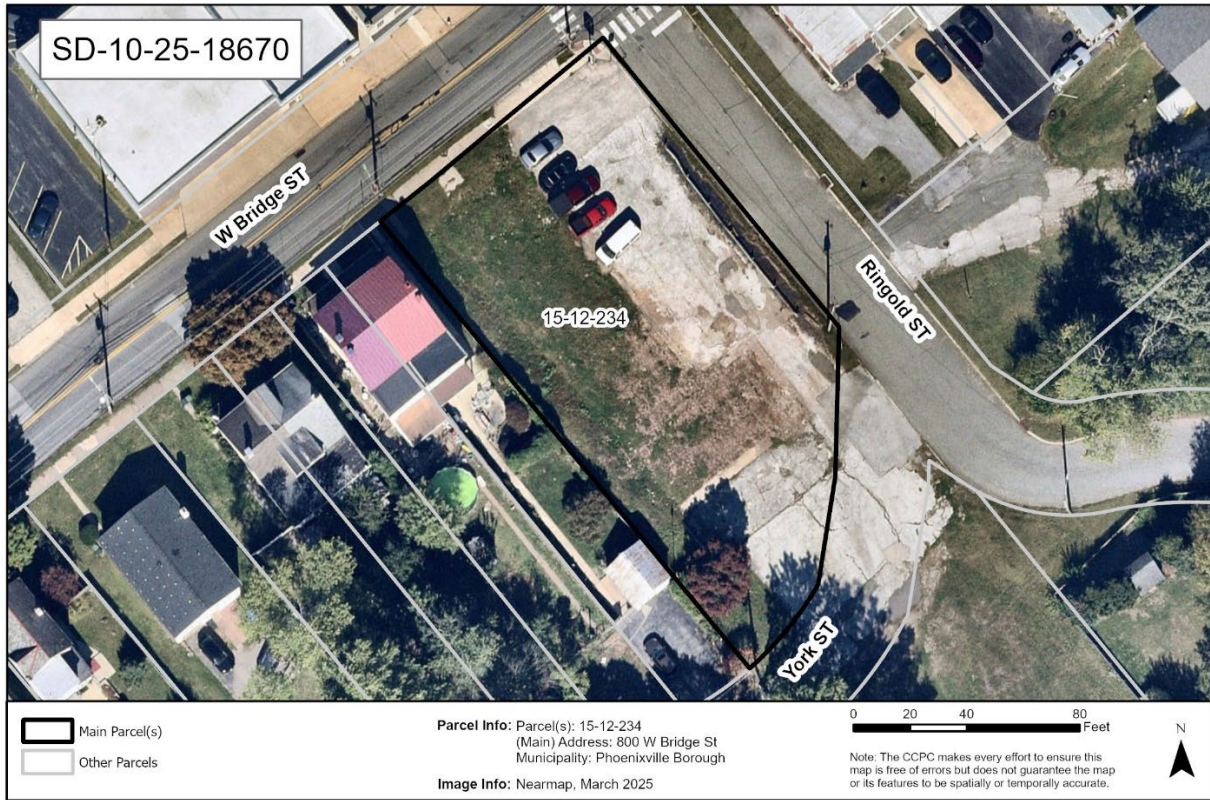 SD-10-25-18670
W Bridge ST
Ringold ST
15-12-234
York ST
Main Parcel(s)
Other Parcels
Parcel Info: Parcel(s): 15-12-234
(Main) Address: 800 W Bridge St
Municipality: Phoenixville Borough
Image Info: Nearmap, March 2025
0 20 40 80
Feet
Note: The CCPC makes every effort to ensure this
map is free of errors but does not guarantee the map
or its features to be spatially or temporally accurate.
N